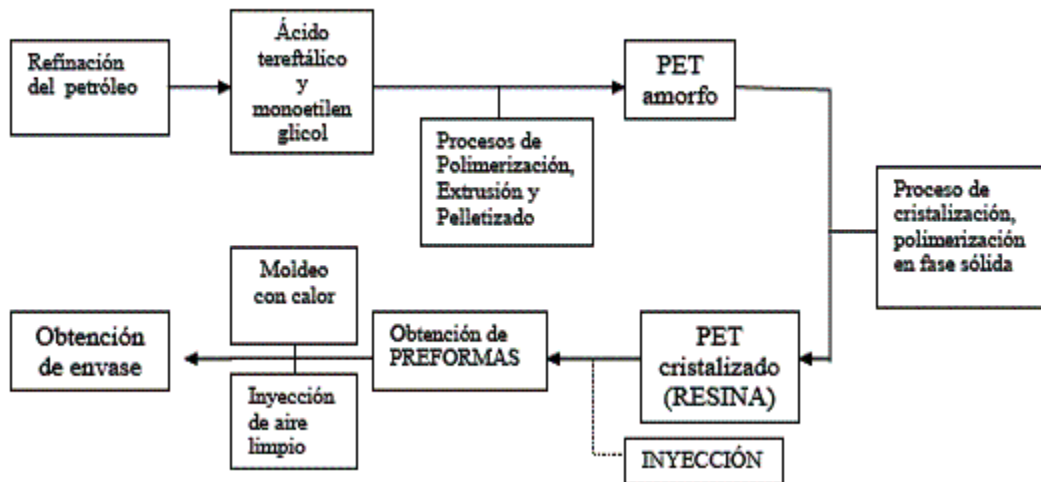 Refinación
del petróleo
Ácido
tereftálico
y
monoetilen
glicol
PET
amorfo
Procesos de
Polimerización,
Extrusión y
Pelletizado
Proceso de
cristalización,
polimerización
en fase sólida
Moldeo
con calor
Obtención
de envase
Obtención de
PREFORMAS
PET
cristalizado
(RESINA)
Inyección
de aire
limpio
INYECCIÓN